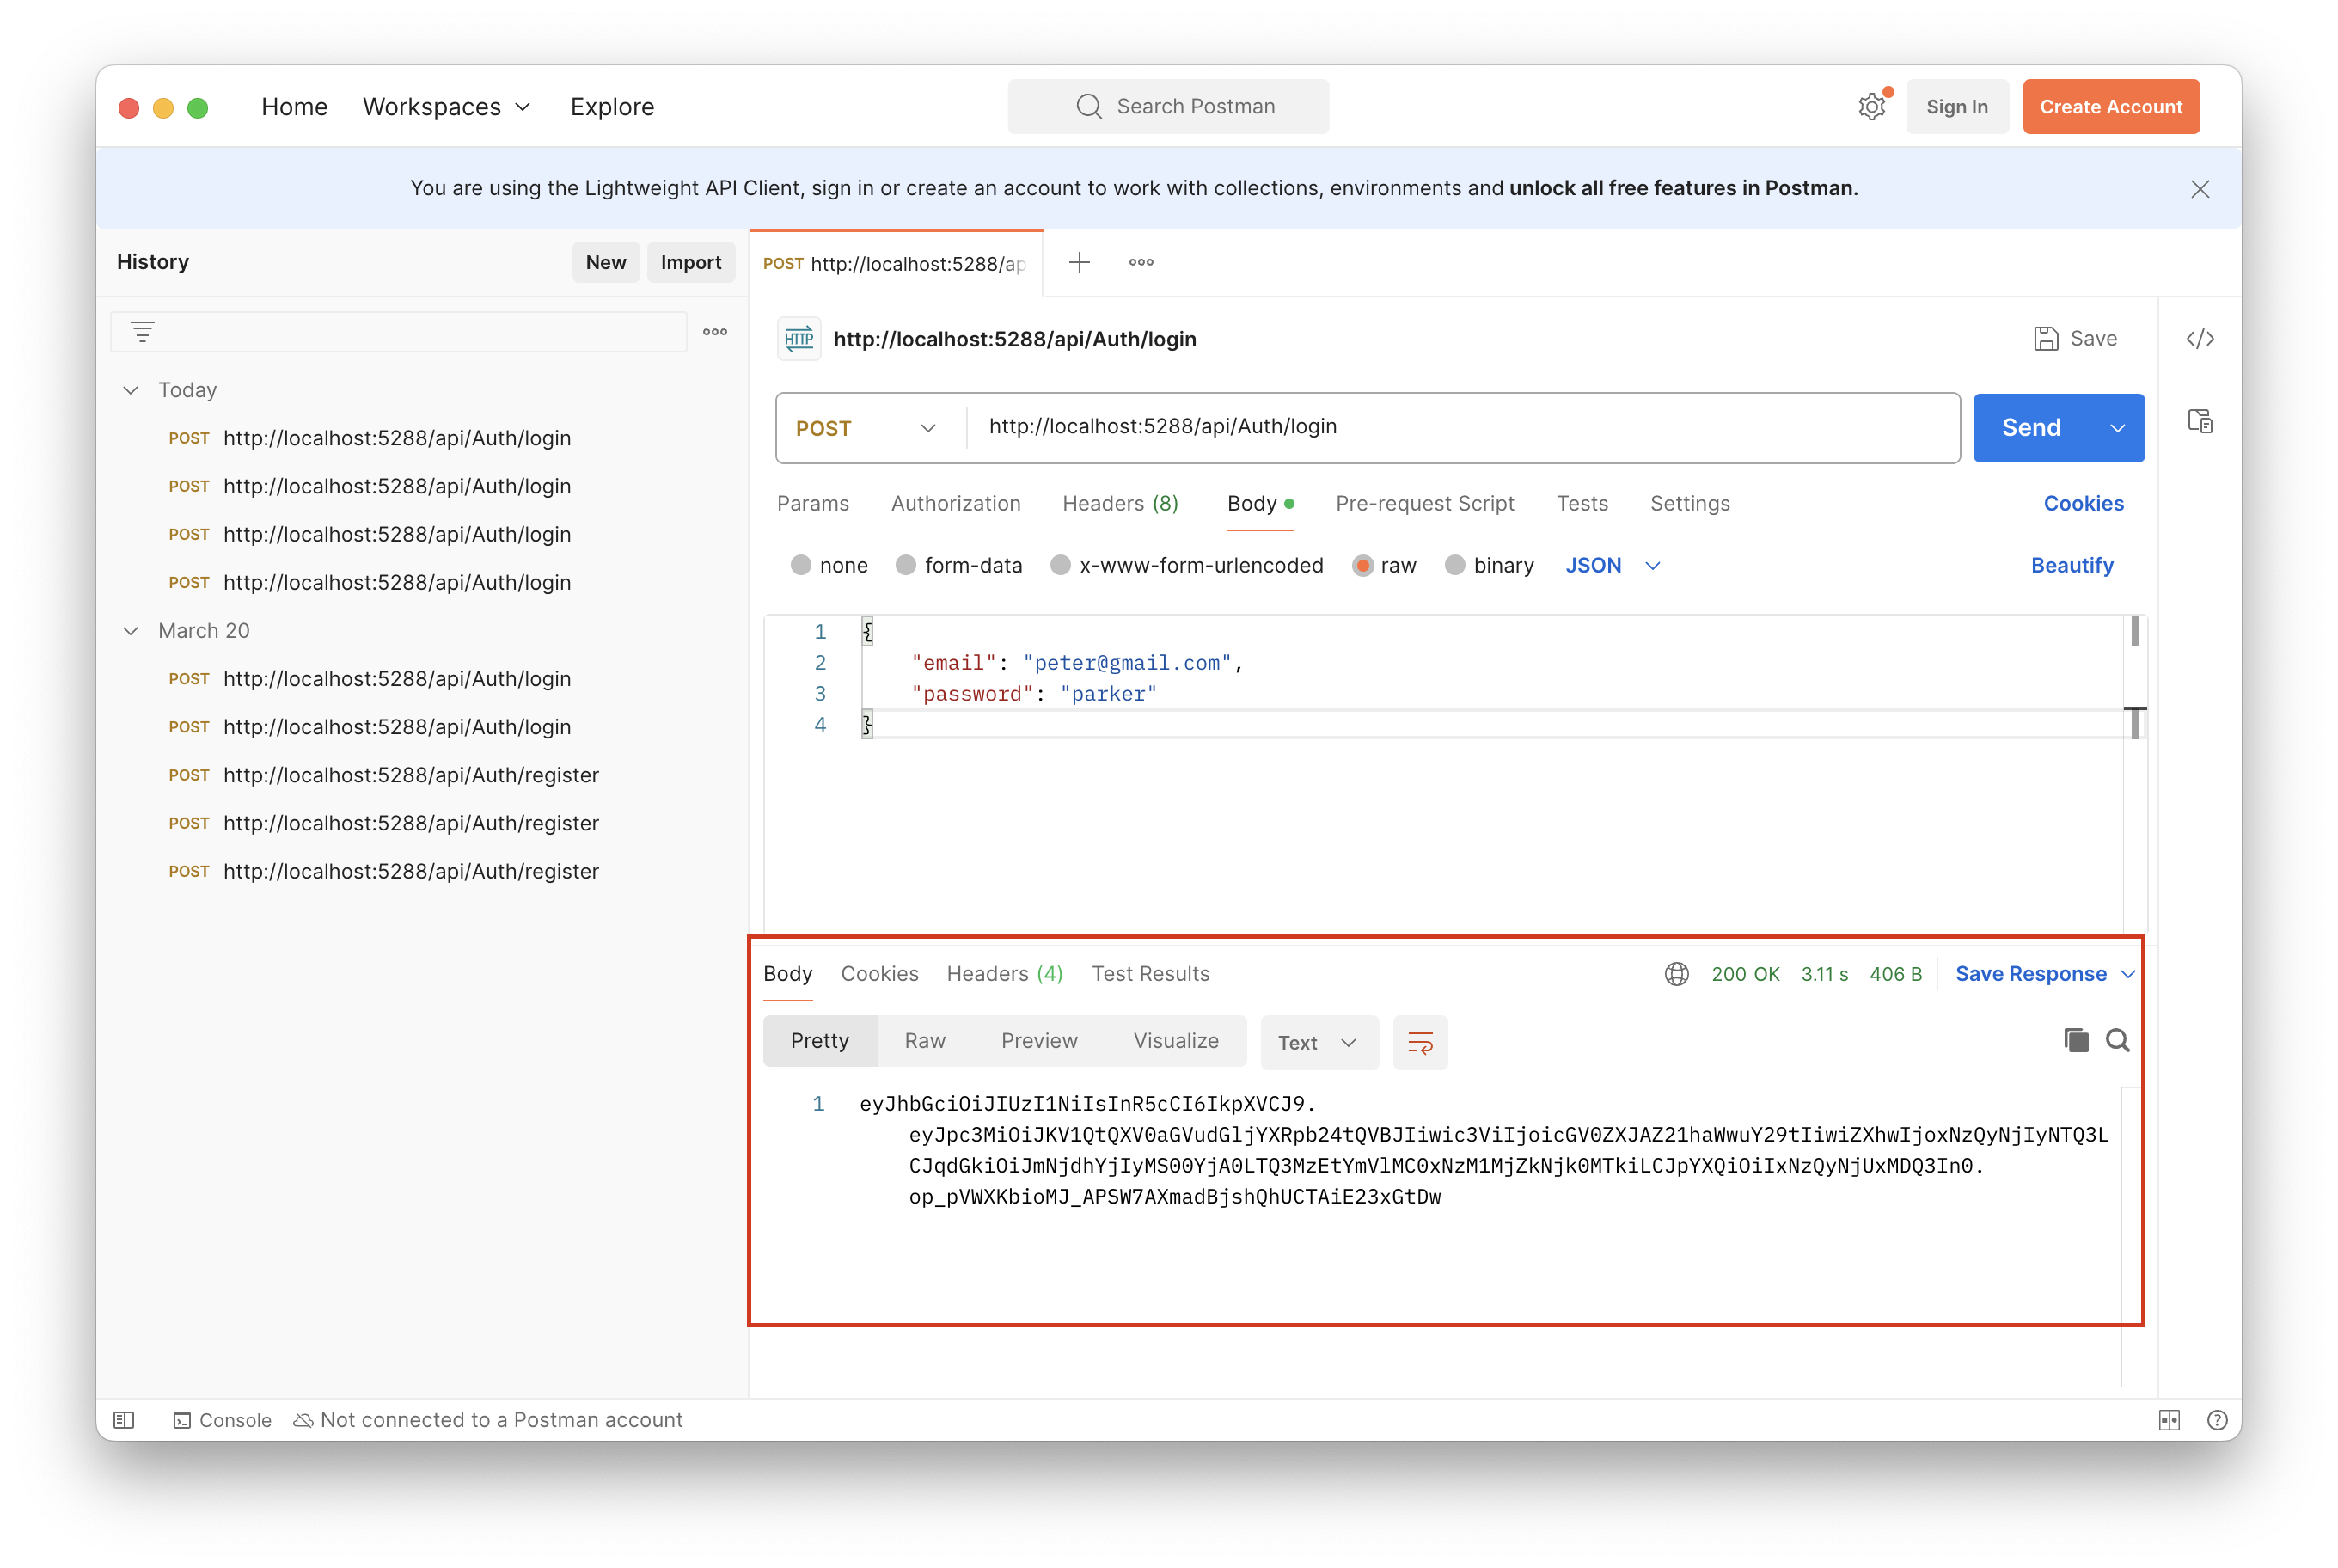 Home Workspaces Explore Search Postman Sign In Create Account
You are using the Lightweight API Client, sign in or create an account to work with collections, environments and unlock all free features in Postman.
History New Import
POST http://localhost:5288/ap
HTTP http://localhost:5288/api/Auth/login Save
Today
POST http://localhost:5288/api/Auth/login
POST http://localhost:5288/api/Auth/login
POST http://localhost:5288/api/Auth/login
POST http://localhost:5288/api/Auth/login
March 20
POST http://localhost:5288/api/Auth/login
POST http://localhost:5288/api/Auth/login
POST http://localhost:5288/api/Auth/register
POST http://localhost:5288/api/Auth/register
POST http://localhost:5288/api/Auth/register
POST http://localhost:5288/api/Auth/login Send
Params Authorization Headers (8) Body Pre-request Script Tests Settings Cookies
none form-data x-www-form-urlencoded raw binary JSON Beautify
1 {
2 "email": "peter@gmail.com",
3 "password": "parker"
4 }
Body Cookies Headers (4) Test Results 200 OK 3.11 s 406 B Save Response
Pretty Raw Preview Visualize Text
1 eyJhbGciOiJIUzI1NiIsInR5cCI6IkpXVCJ9.
eyJpc3MiOiJKV1QtQXV0aGVudGljYXRpb24tQVBJIiwic3ViIjoicGV0ZXJAZ21haWwuY29tIiwiZXhwIjoxNzQyNjIyNTQ3L
CJqdGkiOiJmNjdhYjIyMS00YjA0LTQ3MzEtYmVlMC0xNzM1MjZkNjk0MTkiLCJpYXQiOiIxNzQyNjUxMDQ3In0.
op_pVWXKbioMJ_APSW7AXmadBjshQhUCTAiE23xGtDw
Console Not connected to a Postman account